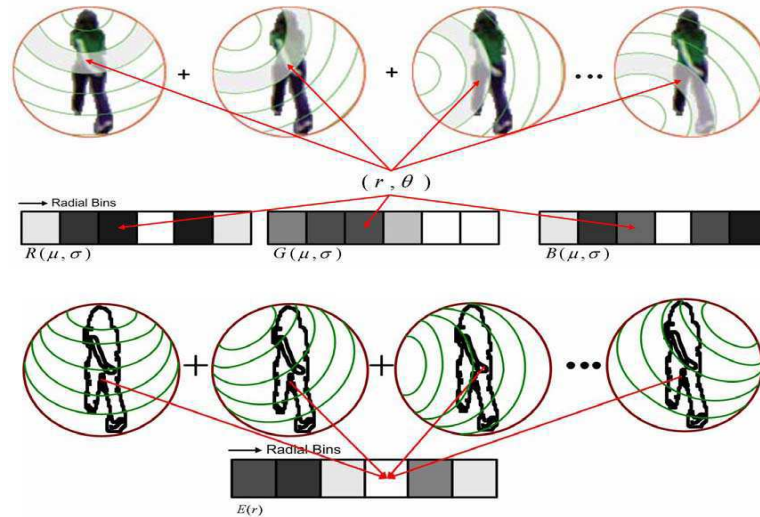 + + •••
( r , θ )
Radial Bins
R(μ, σ) G(μ, σ) B(μ, σ)
+ + •••
Radial Bins
E(r)